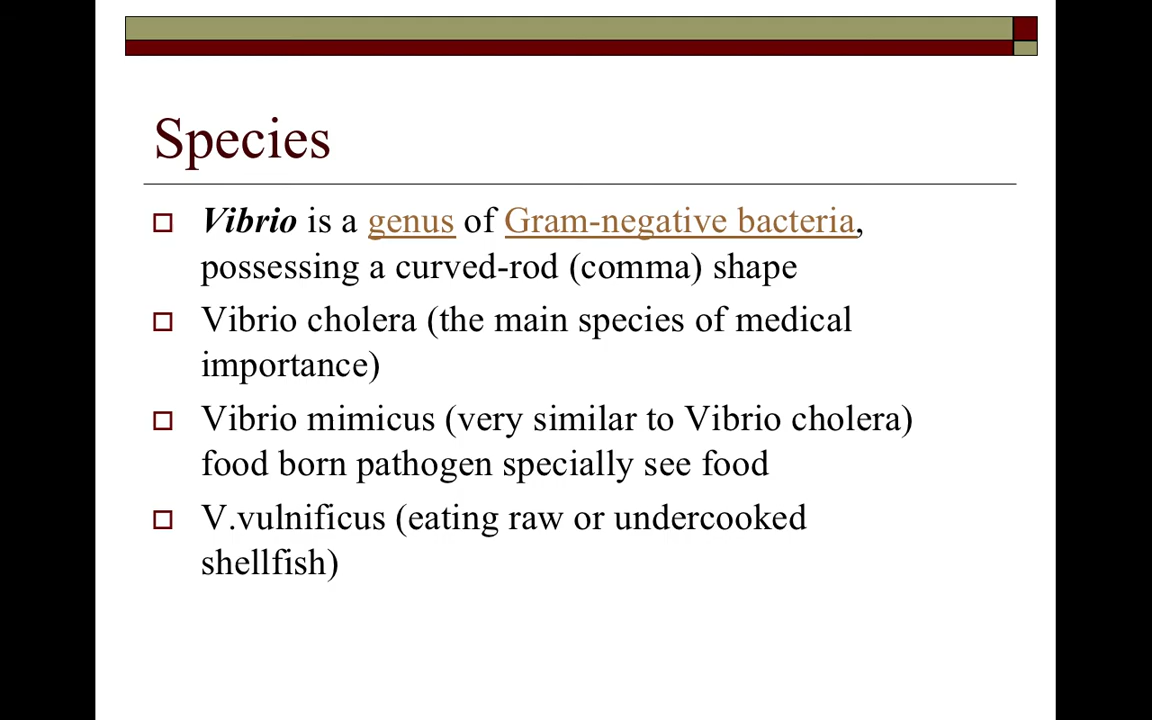 Species
Vibrio is a genus of Gram-negative bacteria,
possessing a curved-rod (comma) shape
Vibrio cholera (the main species of medical
importance)
Vibrio mimicus (very similar to Vibrio cholera)
food born pathogen specially see food
V.vulnificus (eating raw or undercooked
shellfish)